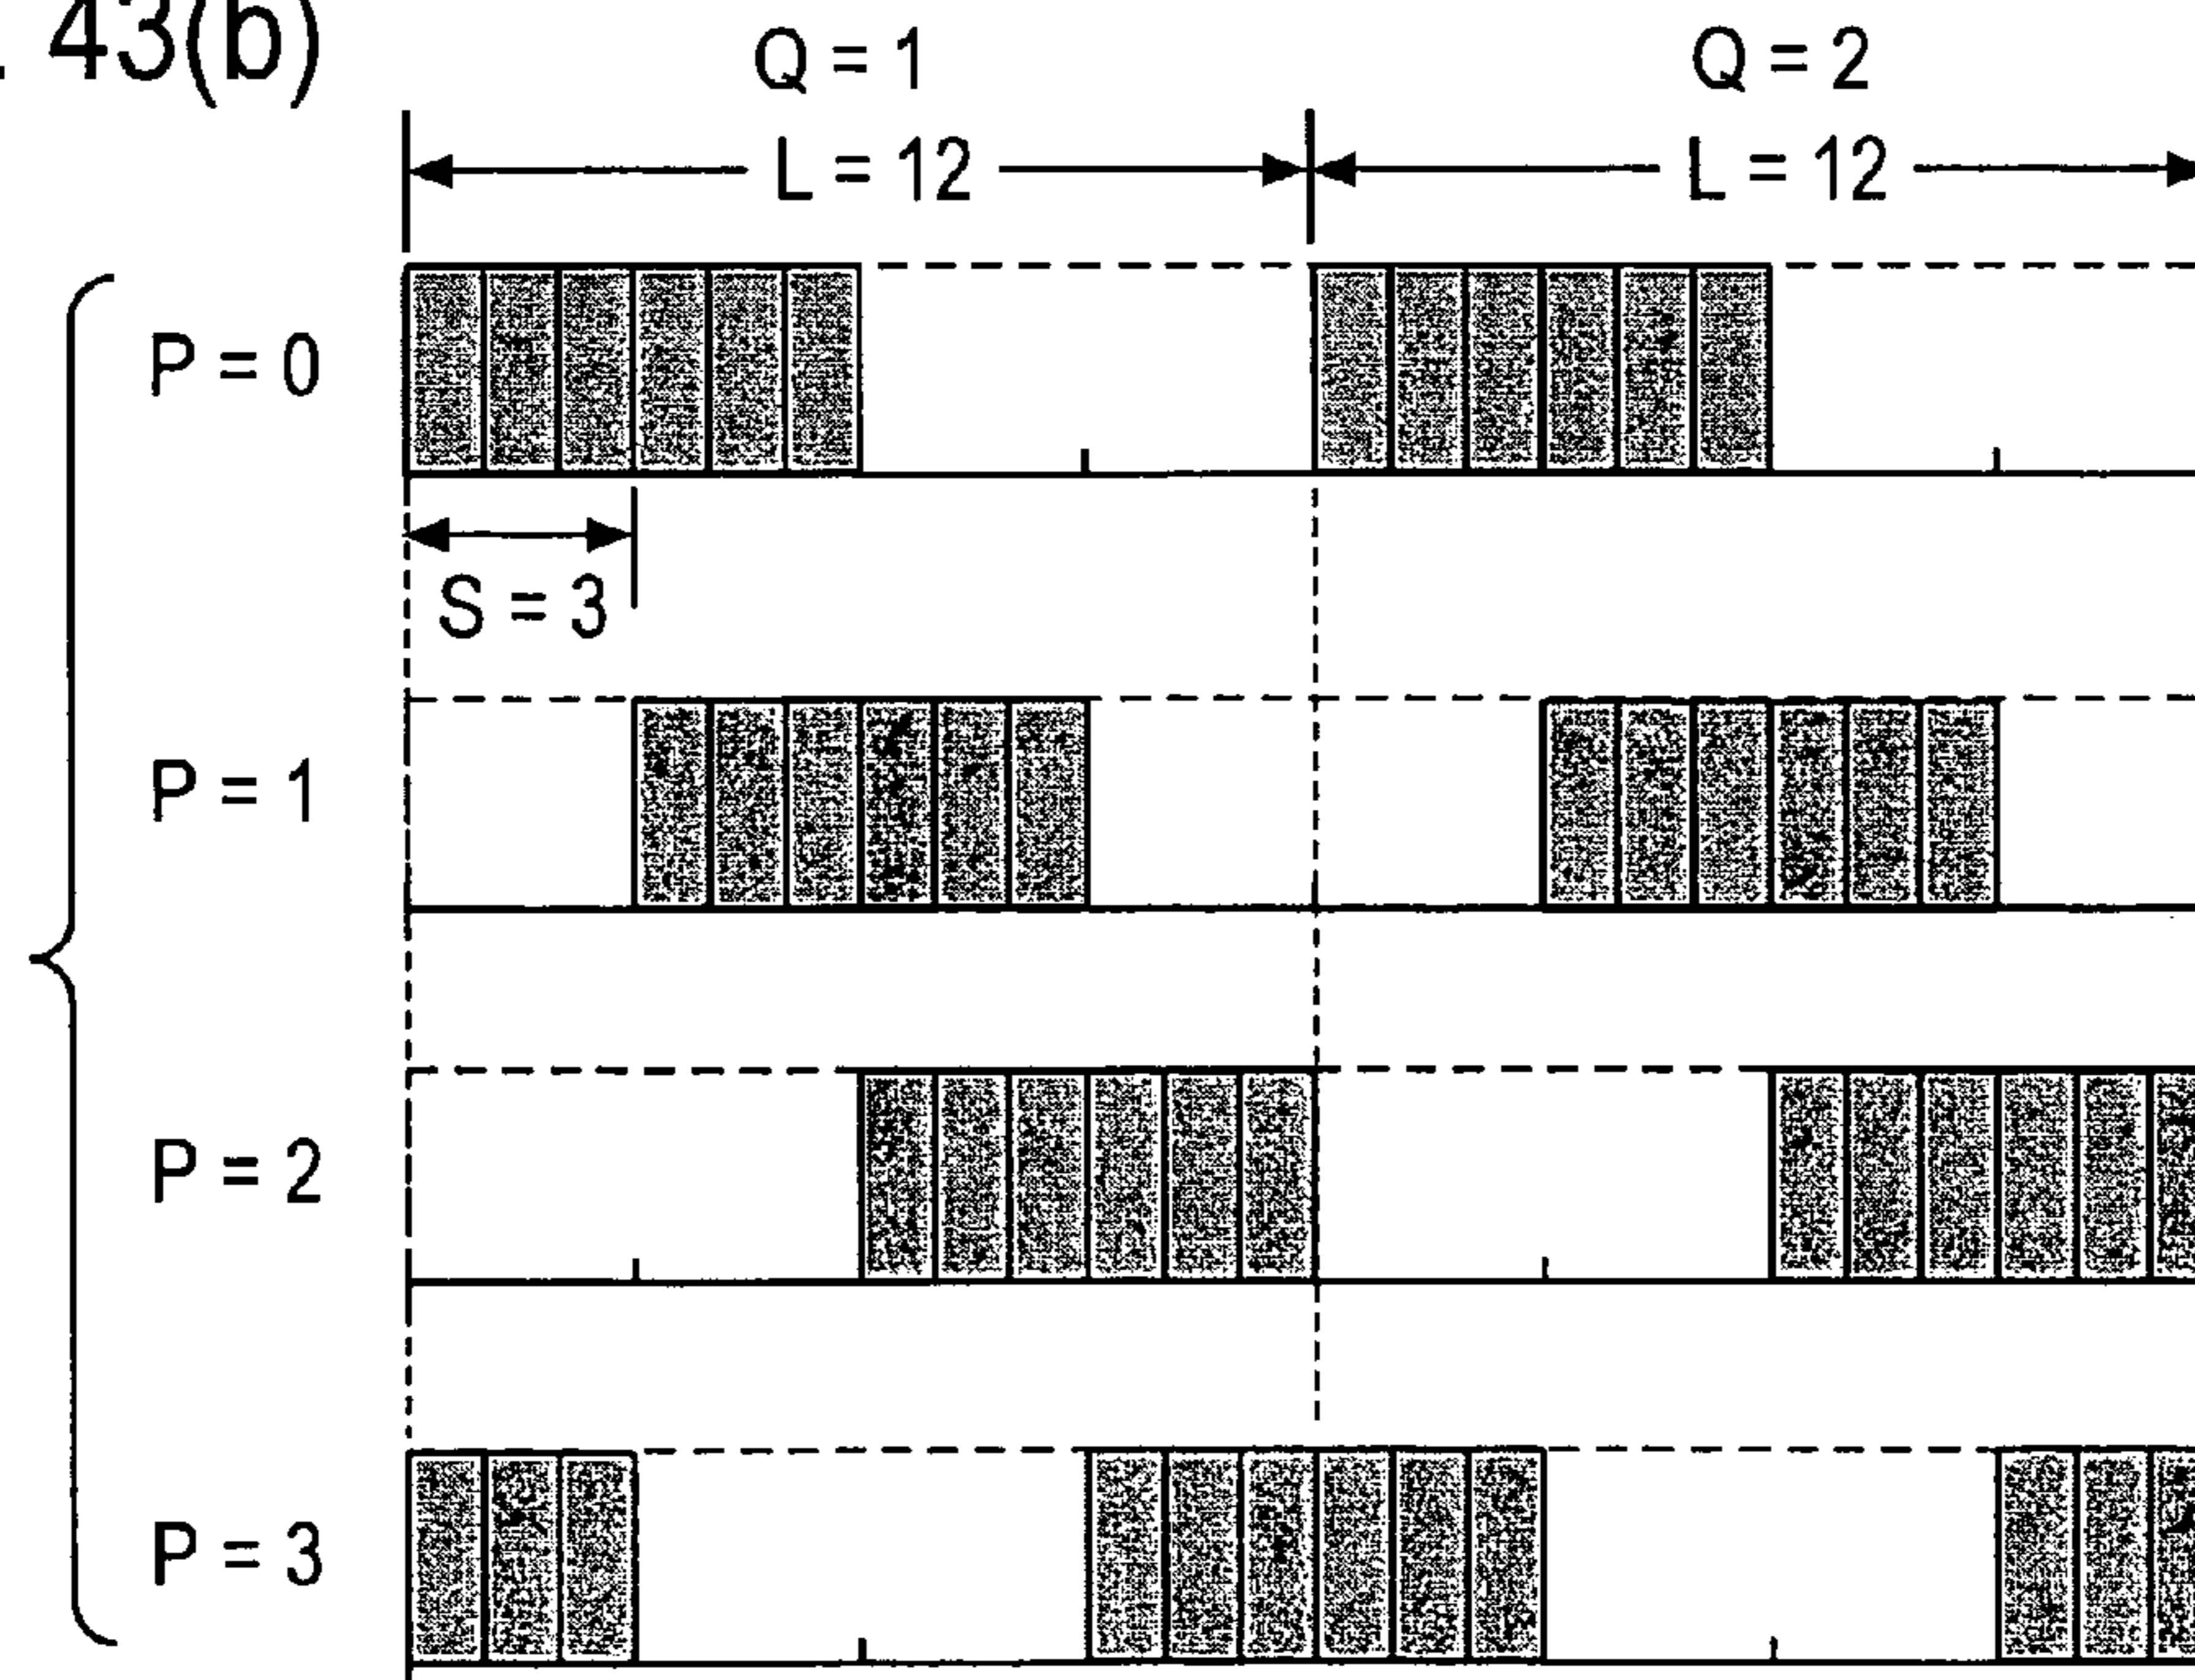 . 43(b)
Q = 1
Q = 2
L = 12
L = 12
P = 0
S = 3
P = 1
P = 2
P = 3